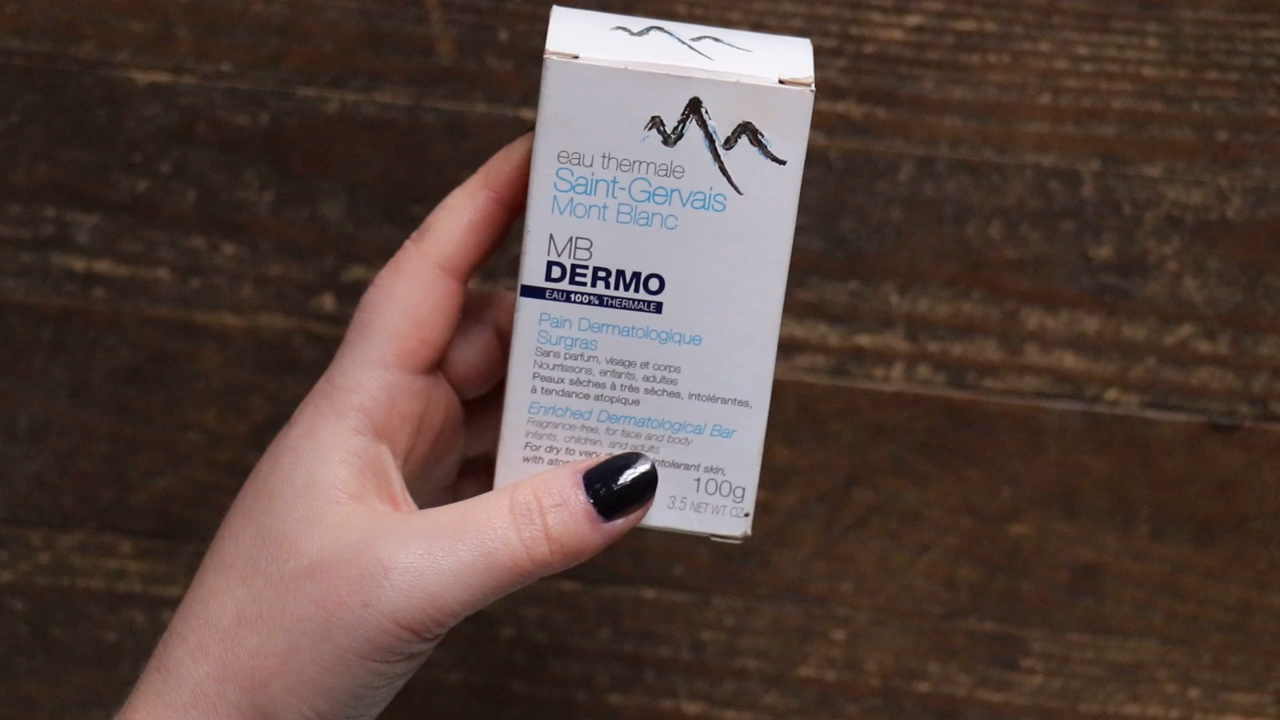 eau thermale
Saint-Gervais
Mont Blanc
MB
DERMO
EAU 100% THERMALE
Pain Dermatologique
Surgras
Sans parfum, visage et corps
Nourrissons, enfants, adultes
Peaux sèches à très sèches, intolérantes,
à tendance atopique
Enriched Dermatological Bar
Fragrance-free, for face and body
Infants, children, and adults
For dry to very intolerant skin,
with
100g
3.5 NET WT. OZ.